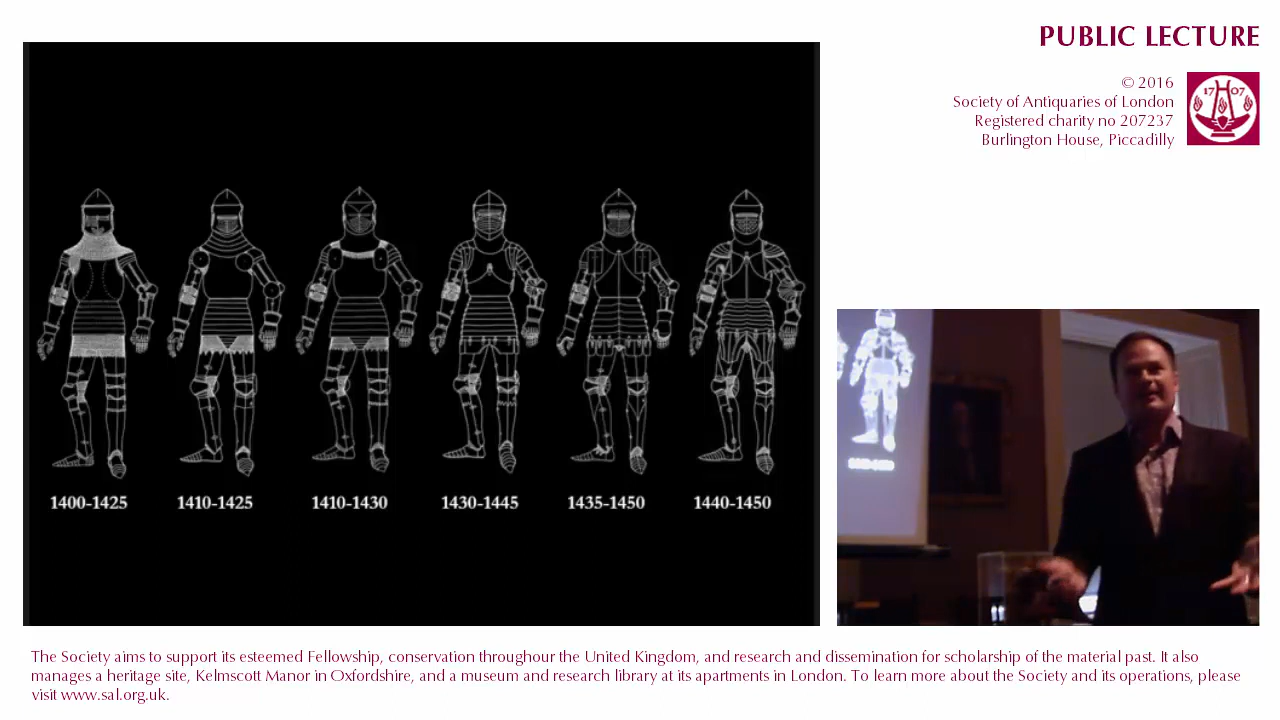 PUBLIC LECTURE
© 2016
Society of Antiquaries of London
Registered charity no 207237
Burlington House, Piccadilly
17 07
1400-1425 1410-1425 1410-1430 1430-1445 1435-1450 1440-1450
The Society aims to support its esteemed Fellowship, conservation throughour the United Kingdom, and research and dissemination for scholarship of the material past. It also
manages a heritage site, Kelmscott Manor in Oxfordshire, and a museum and research library at its apartments in London. To learn more about the Society and its operations, please
visit www.sal.org.uk.